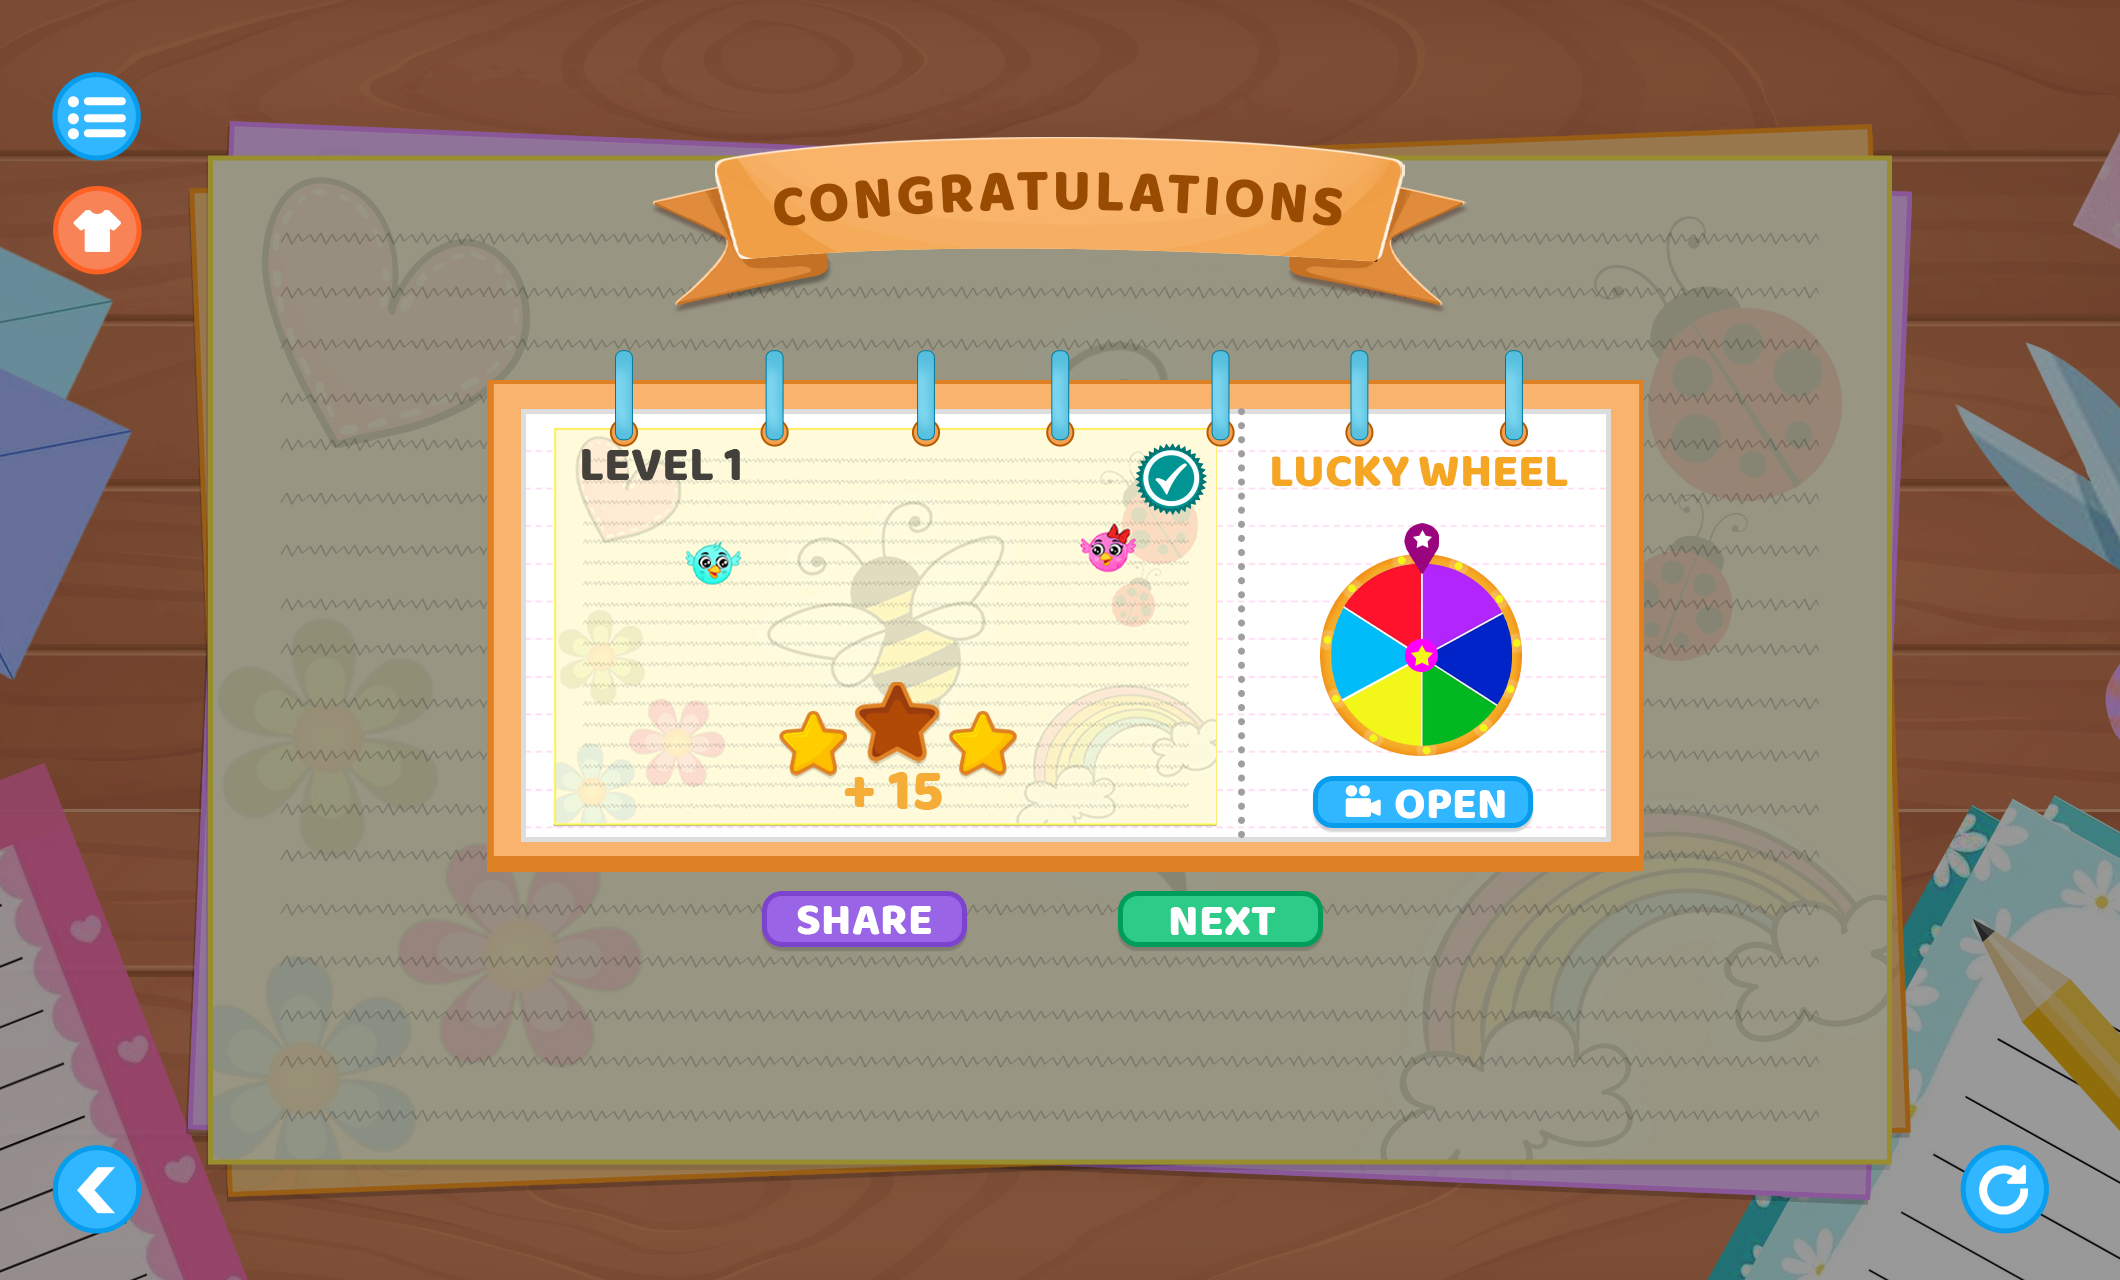 CONGRATULATIONS
LEVEL 1
+ 15
LUCKY WHEEL
OPEN
SHARE
NEXT